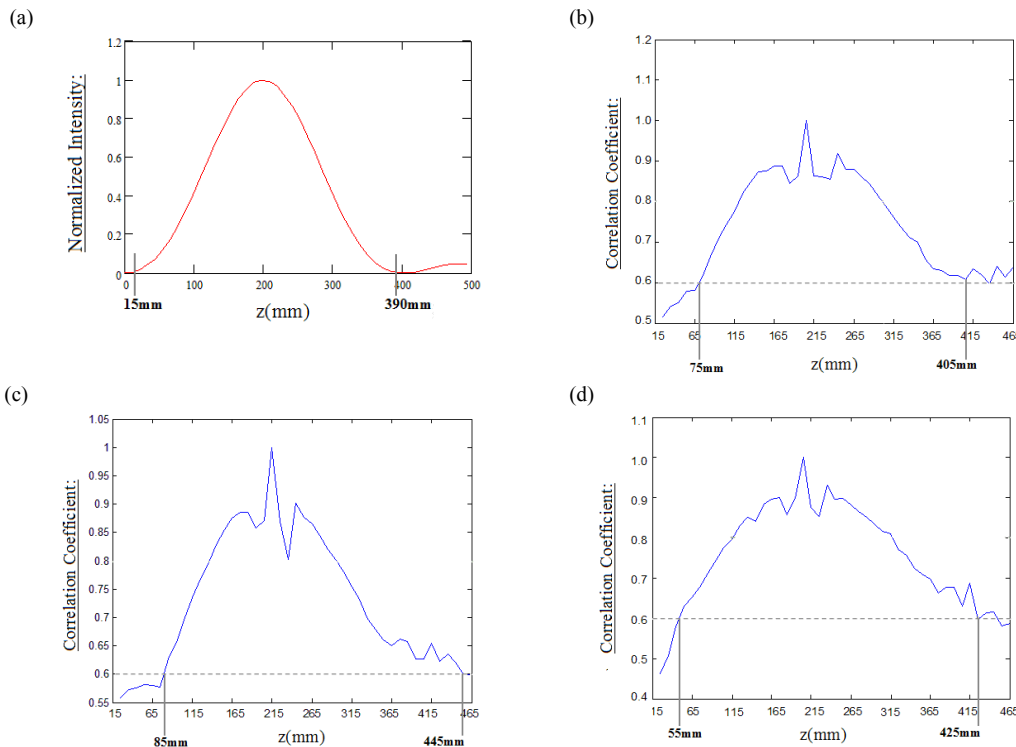 (a)
1.2
1
0.8
0.6
0.4
0.2
0
Normalized Intensity:
0 100 200 300 400 500
15mm 390mm
z(mm)
(b)
1.2
1.1
1.0
0.9
0.8
0.7
0.6
0.5
Correlation Coefficient:
15 65 115 165 215 265 315 365 415 465
75mm z(mm) 405mm
(c)
1.05
1
0.95
0.9
0.85
0.8
0.75
0.7
0.65
0.6
0.55
Correlation Coefficient:
15 65 115 165 215 265 315 365 415 465
85mm z(mm) 445mm
(d)
1.1
1.0
0.9
0.8
0.7
0.6
0.5
0.4
Correlation Coefficient:
15 65 115 165 215 265 315 365 415 465
55mm z(mm) 425mm